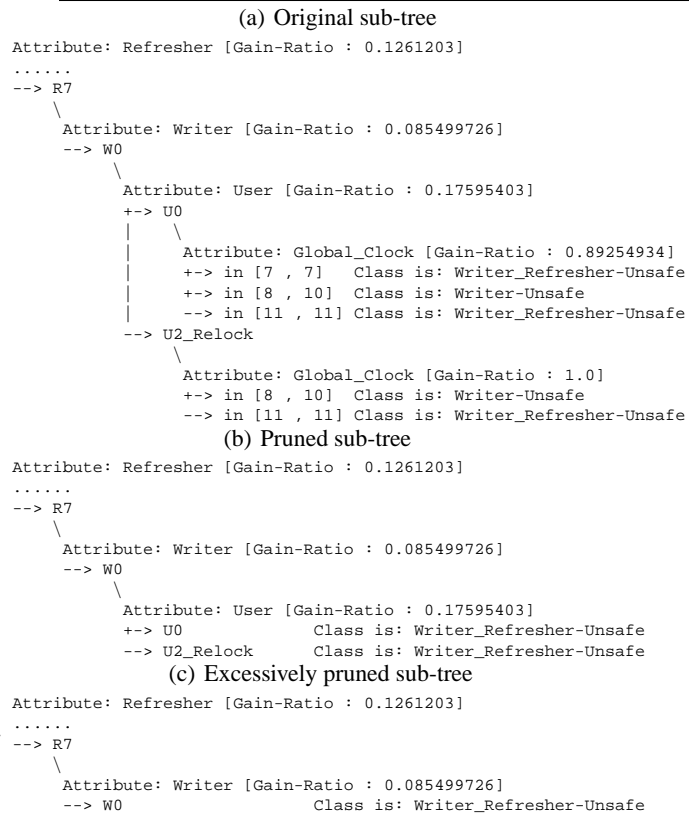 (a) Original sub-tree
Attribute: Refresher [Gain-Ratio : 0.1261203]
......
--> R7
\
Attribute: Writer [Gain-Ratio : 0.085499726]
--> W0
\
Attribute: User [Gain-Ratio : 0.17595403]
+-> U0
| \
| Attribute: Global_Clock [Gain-Ratio : 0.89254934]
| +-> in [7 , 7] Class is: Writer_Refresher-Unsafe
| +-> in [8 , 10] Class is: Writer-Unsafe
| --> in [11 , 11] Class is: Writer_Refresher-Unsafe
--> U2_Relock
\
Attribute: Global_Clock [Gain-Ratio : 1.0]
+-> in [8 , 10] Class is: Writer-Unsafe
--> in [11 , 11] Class is: Writer_Refresher-Unsafe
(b) Pruned sub-tree
Attribute: Refresher [Gain-Ratio : 0.1261203]
......
--> R7
\
Attribute: Writer [Gain-Ratio : 0.085499726]
--> W0
\
Attribute: User [Gain-Ratio : 0.17595403]
+-> U0 Class is: Writer_Refresher-Unsafe
--> U2_Relock Class is: Writer_Refresher-Unsafe
(c) Excessively pruned sub-tree
Attribute: Refresher [Gain-Ratio : 0.1261203]
......
--> R7
\
Attribute: Writer [Gain-Ratio : 0.085499726]
--> W0 Class is: Writer_Refresher-Unsafe